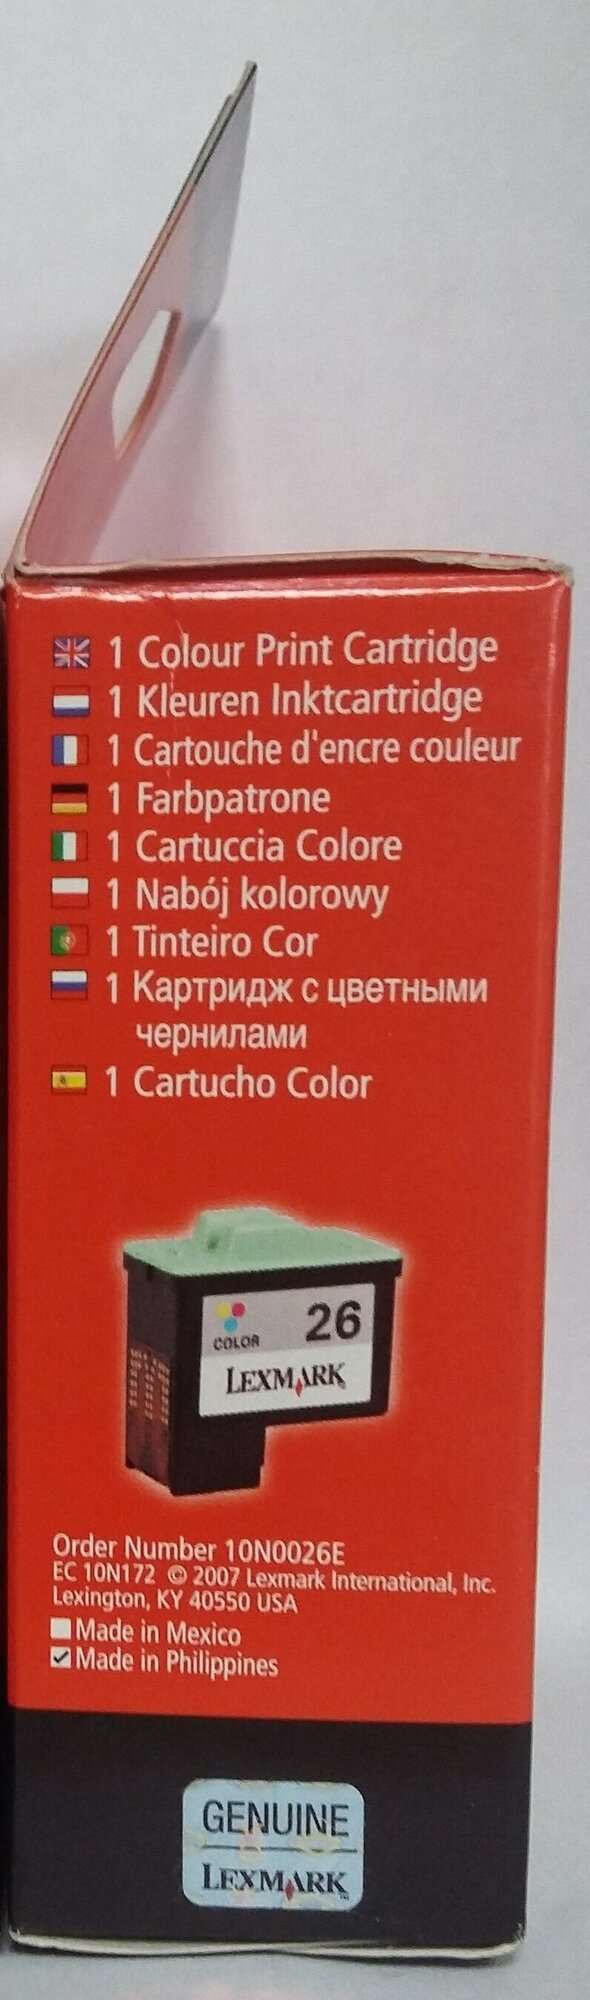 1 Colour Print Cartridge
1 Kleuren Inktcartridge
1 Cartouche d'encre couleur
1 Farbpatrone
1 Cartuccia Colore
1 Nabój kolorowy
1 Tinteiro Cor
1 Картридж с цветными
чернилами
1 Cartucho Color
COLOR 26
LEXMARK
Order Number 10N0026E
EC 10N172 © 2007 Lexmark International, Inc.
Lexington, KY 40550 USA
Made in Mexico
Made in Philippines
GENUINE
LEXMARK™